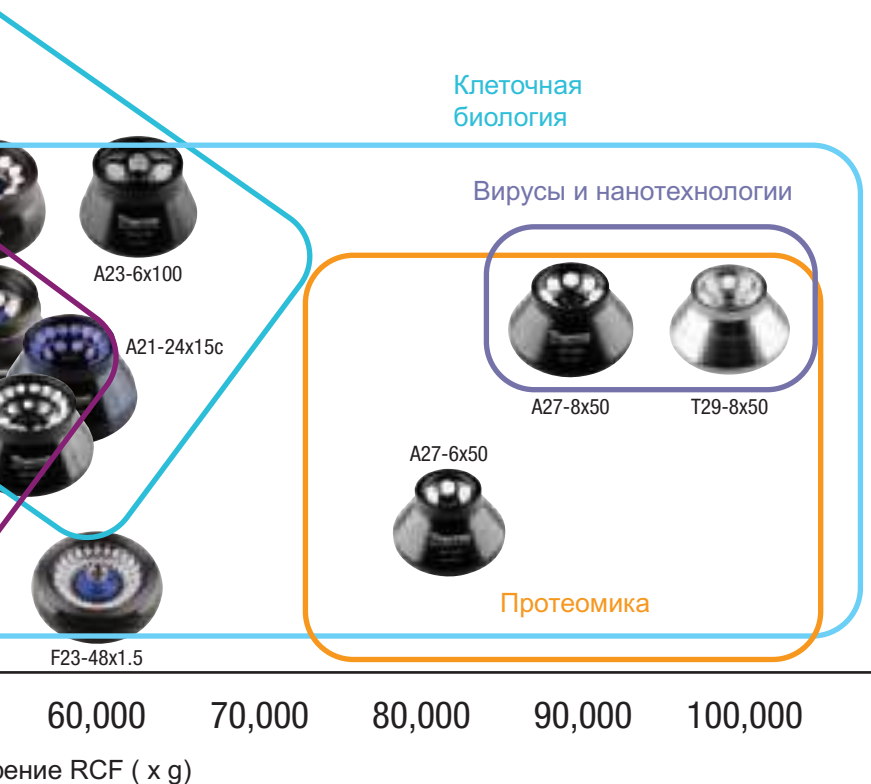 Клеточная
биология
Вирусы и нанотехнологии
A23-6x100
A21-24x15c
A27-8x50
T29-8x50
A27-6x50
Протеомика
F23-48x1.5
60,000
70,000
80,000
90,000
100,000
рение RCF ( x g)